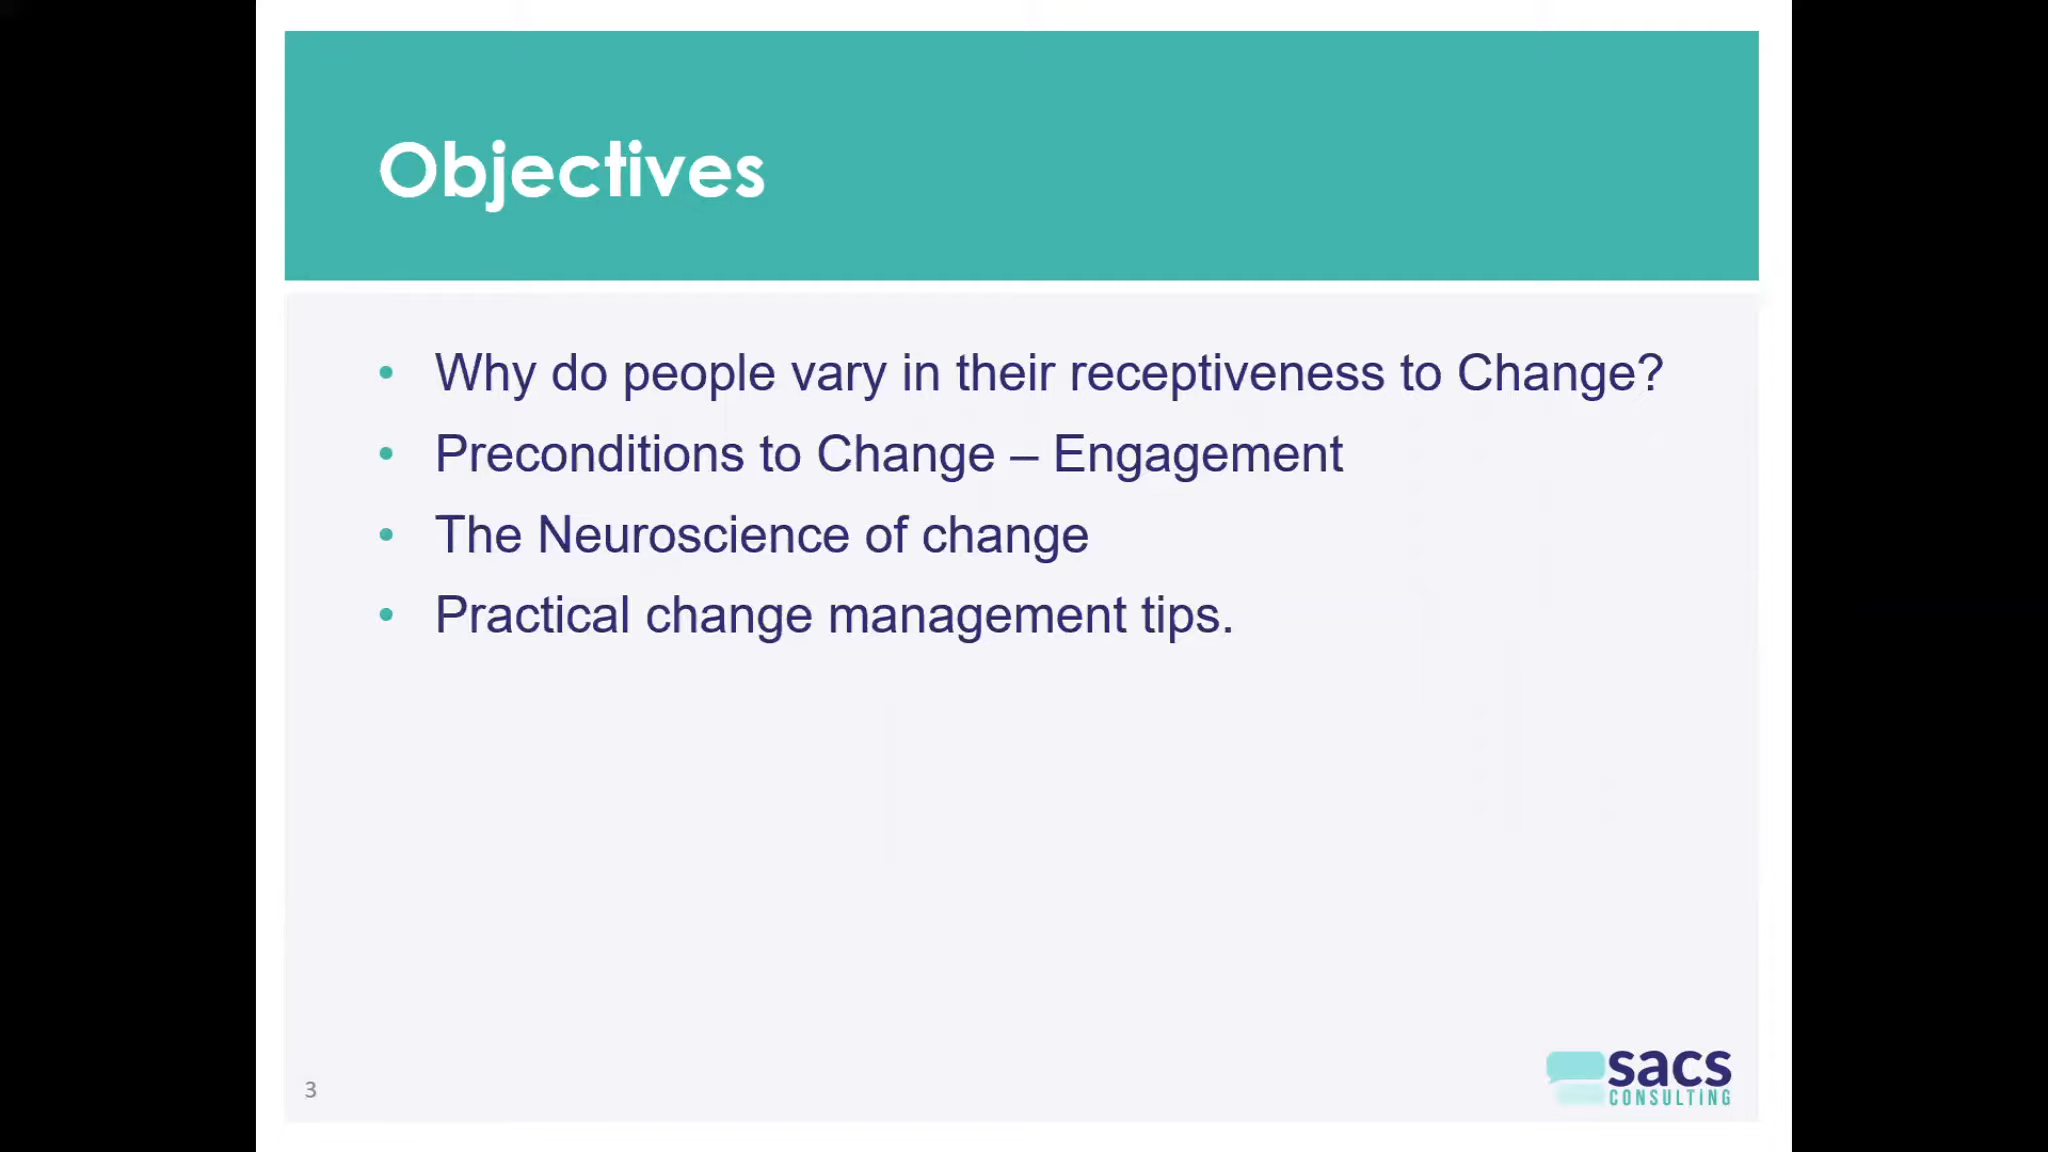 Objectives
• Why do people vary in their receptiveness to Change?
• Preconditions to Change – Engagement
• The Neuroscience of change
• Practical change management tips.
3
sacs
CONSULTING